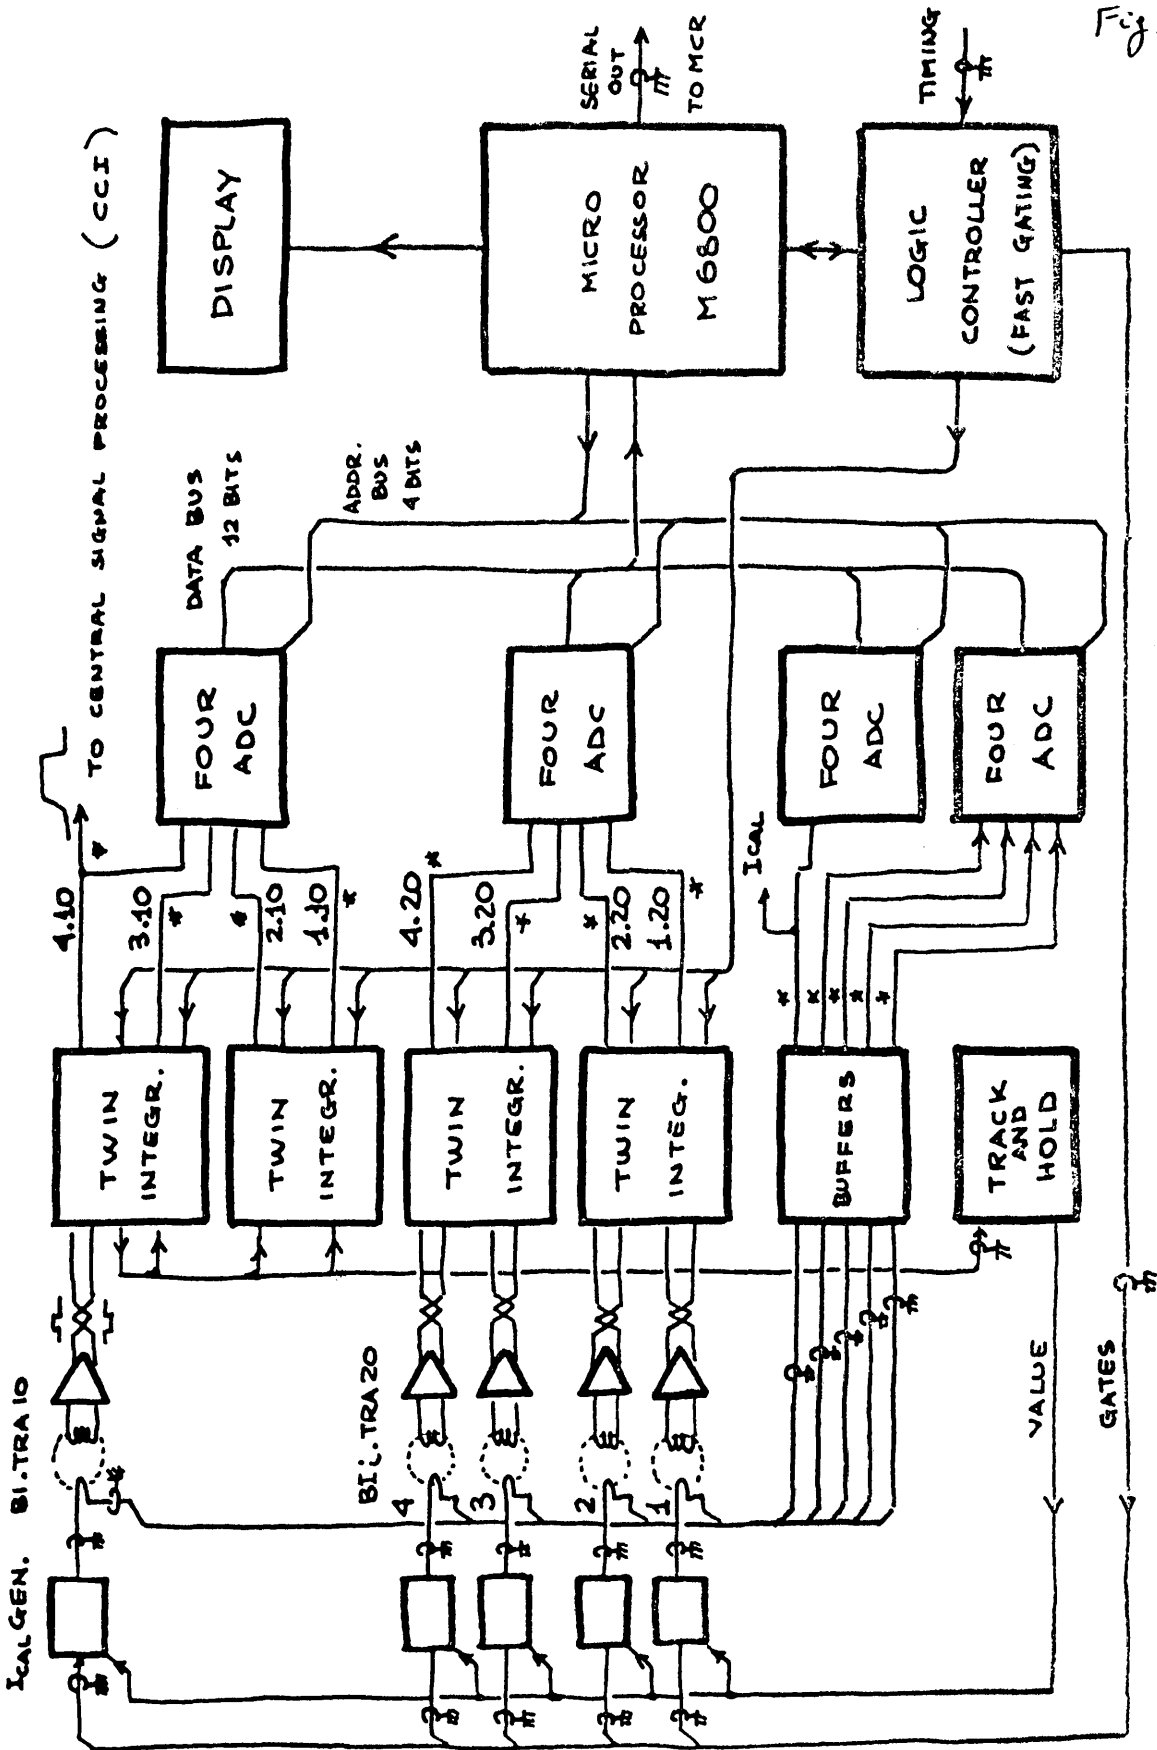 Fig.
TO CENTRAL SIGNAL PROCESSING (CCI)
DISPLAY
SERIAL
OUT
TO MCR
MICRO
PROCESSOR
M6800
TIMING
LOGIC
CONTROLLER
(FAST GATING)
DATA BUS
12 BITS
ADDR.
BUS
4 BITS
FOUR
ADC
FOUR
ADC
FOUR
ADC
FOUR
ADC
4.10
3.10
*
*
*
2.10
1.10
*
4.20
*
3.20
*
*
2.20
1.20
*
ICAL
*
*
*
*
*
TWIN
INTEGR.
TWIN
INTEGR.
TWIN
INTEGR.
TWIN
INTEG.
BUFFERS
TRACK
AND
HOLD
ICAL GEN.
BI.TRA 10
*
BI.TRA20
4
3
2
1
VALUE
GATES